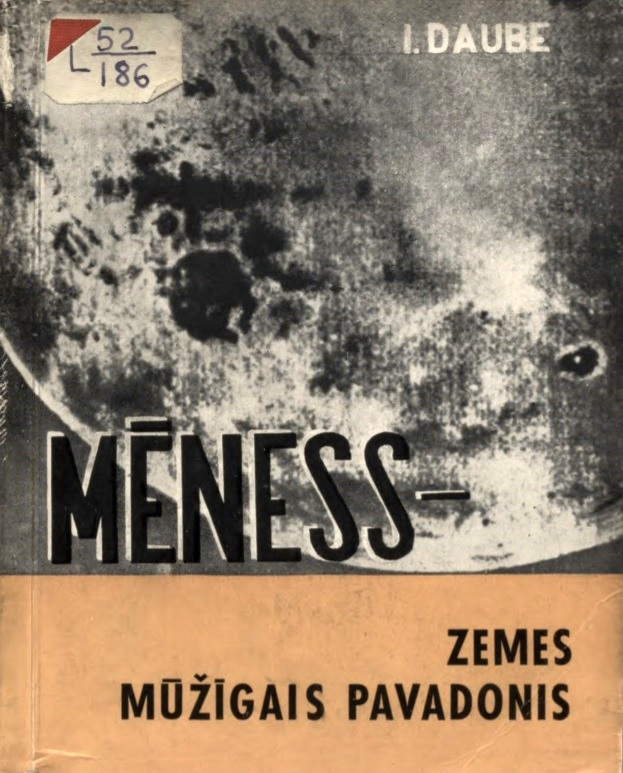 L 52
186
I. DAUBE
MĒNESS–
ZEMES
MŪŽĪGAIS PAVADONIS